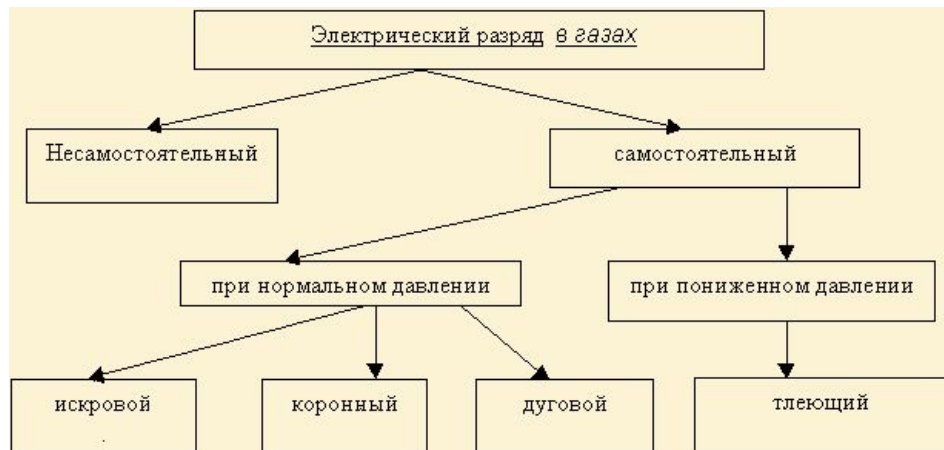 Электрический разряд в газах
Несамостоятельный
самостоятельный
при нормальном давлении
при пониженном давлении
искровой
коронный
дуговой
тлеющий